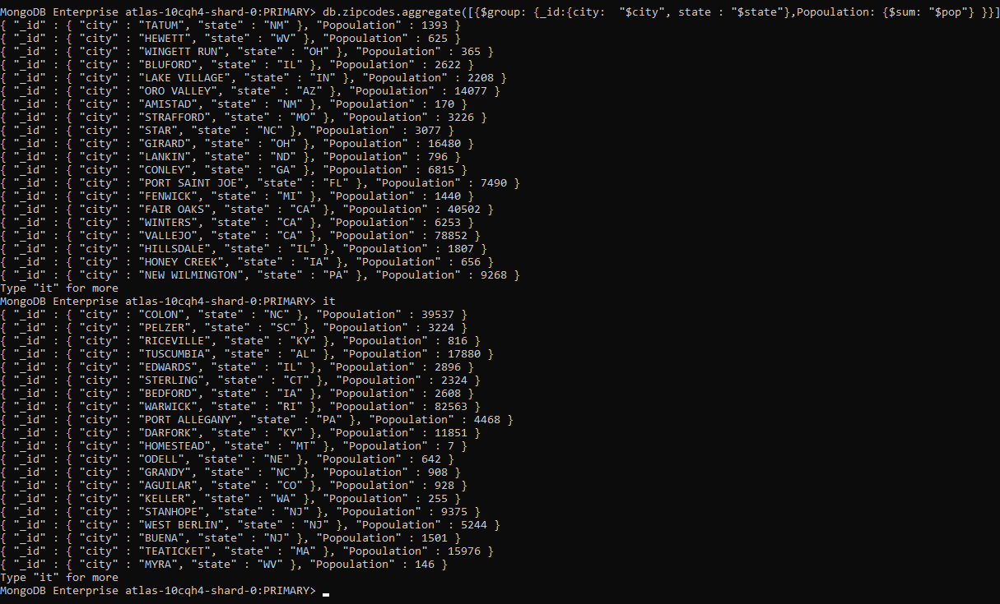 MongoDB Enterprise atlas-10cqh4-shard-0:PRIMARY> db.zipcodes.aggregate([{$group: {_id:{city:  "$city", state : "$state"},Popoulation: {$sum: "$pop"} }}]
{ "_id" : { "city" : "TATUM", "state" : "NM" }, "Popoulation" : 1393 }
{ "_id" : { "city" : "HEWETT", "state" : "WV" }, "Popoulation" : 625 }
{ "_id" : { "city" : "WINGETT RUN", "state" : "OH" }, "Popoulation" : 365 }
{ "_id" : { "city" : "BLUFORD", "state" : "IL" }, "Popoulation" : 2622 }
{ "_id" : { "city" : "LAKE VILLAGE", "state" : "IN" }, "Popoulation" : 2208 }
{ "_id" : { "city" : "ORO VALLEY", "state" : "AZ" }, "Popoulation" : 14077 }
{ "_id" : { "city" : "AMISTAD", "state" : "NM" }, "Popoulation" : 170 }
{ "_id" : { "city" : "STRAFFORD", "state" : "MO" }, "Popoulation" : 3226 }
{ "_id" : { "city" : "STAR", "state" : "NC" }, "Popoulation" : 3077 }
{ "_id" : { "city" : "GIRARD", "state" : "OH" }, "Popoulation" : 16480 }
{ "_id" : { "city" : "LANKIN", "state" : "ND" }, "Popoulation" : 796 }
{ "_id" : { "city" : "CONLEY", "state" : "GA" }, "Popoulation" : 6815 }
{ "_id" : { "city" : "PORT SAINT JOE", "state" : "FL" }, "Popoulation" : 7490 }
{ "_id" : { "city" : "FENWICK", "state" : "MI" }, "Popoulation" : 1440 }
{ "_id" : { "city" : "FAIR OAKS", "state" : "CA" }, "Popoulation" : 40502 }
{ "_id" : { "city" : "WINTERS", "state" : "CA" }, "Popoulation" : 6253 }
{ "_id" : { "city" : "VALLEJO", "state" : "CA" }, "Popoulation" : 78852 }
{ "_id" : { "city" : "HILLSDALE", "state" : "IL" }, "Popoulation" : 1807 }
{ "_id" : { "city" : "HONEY CREEK", "state" : "IA" }, "Popoulation" : 656 }
{ "_id" : { "city" : "NEW WILMINGTON", "state" : "PA" }, "Popoulation" : 9268 }
Type "it" for more
MongoDB Enterprise atlas-10cqh4-shard-0:PRIMARY> it
{ "_id" : { "city" : "COLON", "state" : "NC" }, "Popoulation" : 39537 }
{ "_id" : { "city" : "PELZER", "state" : "SC" }, "Popoulation" : 3224 }
{ "_id" : { "city" : "RICEVILLE", "state" : "KY" }, "Popoulation" : 816 }
{ "_id" : { "city" : "TUSCUMBIA", "state" : "AL" }, "Popoulation" : 17880 }
{ "_id" : { "city" : "EDWARDS", "state" : "IL" }, "Popoulation" : 2896 }
{ "_id" : { "city" : "STERLING", "state" : "CT" }, "Popoulation" : 2324 }
{ "_id" : { "city" : "BEDFORD", "state" : "IA" }, "Popoulation" : 2608 }
{ "_id" : { "city" : "WARWICK", "state" : "RI" }, "Popoulation" : 82563 }
{ "_id" : { "city" : "PORT ALLEGANY", "state" : "PA" }, "Popoulation" : 4468 }
{ "_id" : { "city" : "DARFORK", "state" : "KY" }, "Popoulation" : 11851 }
{ "_id" : { "city" : "HOMESTEAD", "state" : "MT" }, "Popoulation" : 7 }
{ "_id" : { "city" : "ODELL", "state" : "NE" }, "Popoulation" : 642 }
{ "_id" : { "city" : "GRANDY", "state" : "NC" }, "Popoulation" : 908 }
{ "_id" : { "city" : "AGUILAR", "state" : "CO" }, "Popoulation" : 928 }
{ "_id" : { "city" : "KELLER", "state" : "WA" }, "Popoulation" : 255 }
{ "_id" : { "city" : "STANHOPE", "state" : "NJ" }, "Popoulation" : 9375 }
{ "_id" : { "city" : "WEST BERLIN", "state" : "NJ" }, "Popoulation" : 5244 }
{ "_id" : { "city" : "BUENA", "state" : "NJ" }, "Popoulation" : 1501 }
{ "_id" : { "city" : "TEATICKET", "state" : "MA" }, "Popoulation" : 15976 }
{ "_id" : { "city" : "MYRA", "state" : "WV" }, "Popoulation" : 146 }
Type "it" for more
MongoDB Enterprise atlas-10cqh4-shard-0:PRIMARY>